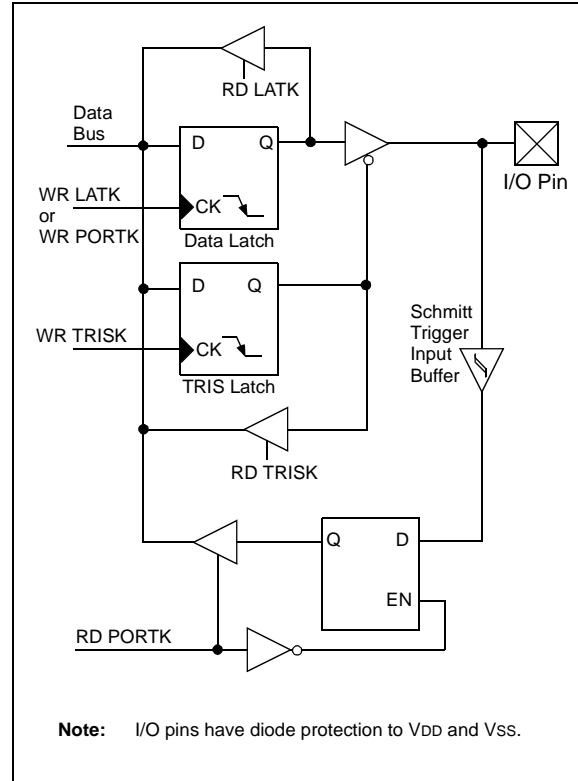 RD LATK
Data
Bus
D Q
I/O Pin
WR LATK
or
WR PORTK
CK
Data Latch
D Q
WR TRISK
CK
TRIS Latch
Schmitt
Trigger
Input
Buffer
RD TRISK
Q D
EN
RD PORTK
Note: I/O pins have diode protection to VDD and VSS.